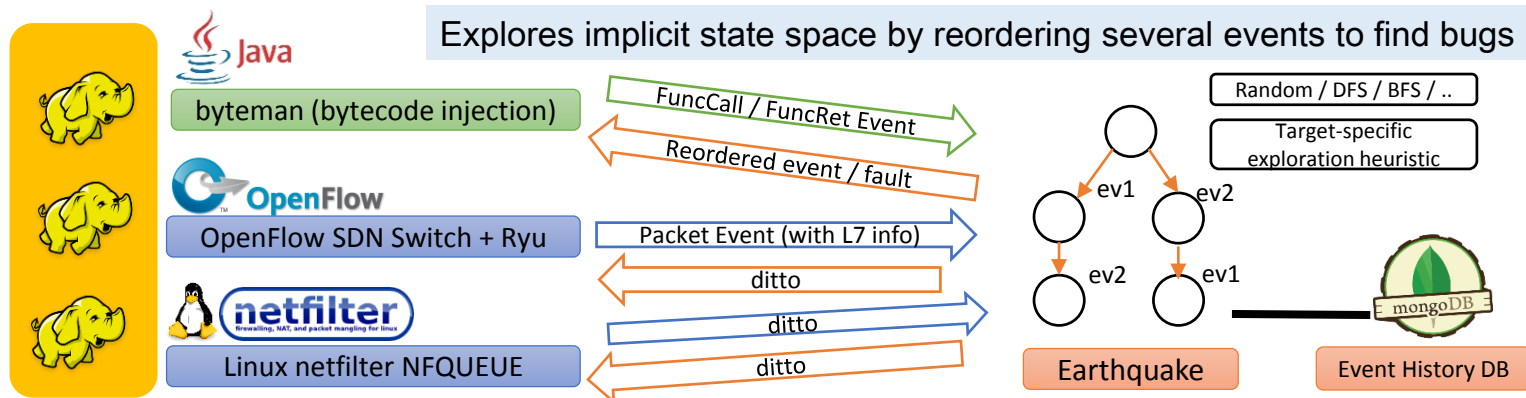 Explores implicit state space by reordering several events to find bugs
Java
byteman (bytecode injection)
FuncCall / FuncRet Event
Reordered event / fault
Random / DFS / BFS / ..
Target-specific
exploration heuristic
OpenFlow
TM
OpenFlow SDN Switch + Ryu
Packet Event (with L7 info)
ditto
ev1
ev2
ev2
ev1
netfilter
firewalling, NAT, and packet mangling for linux
Linux netfilter NFQUEUE
ditto
ditto
mongoDB
Earthquake
Event History DB